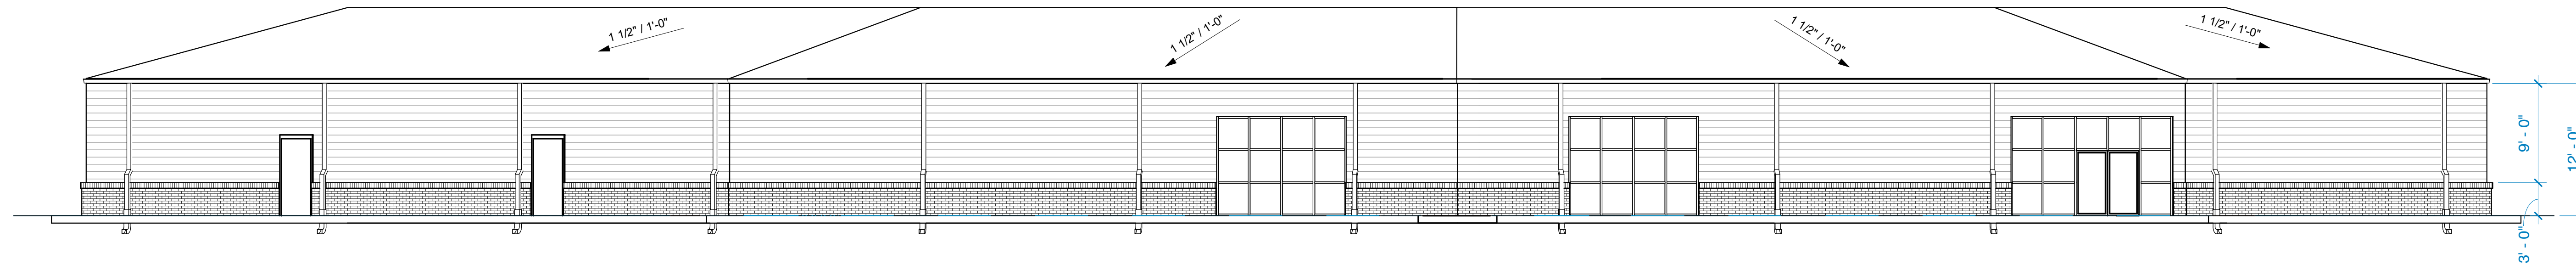 1 1/2" / 1'-0"
1 1/2" / 1'-0"
1 1/2" / 1'-0"
1 1/2" / 1'-0"
9' - 0"
12' - 0"
3' - 0"